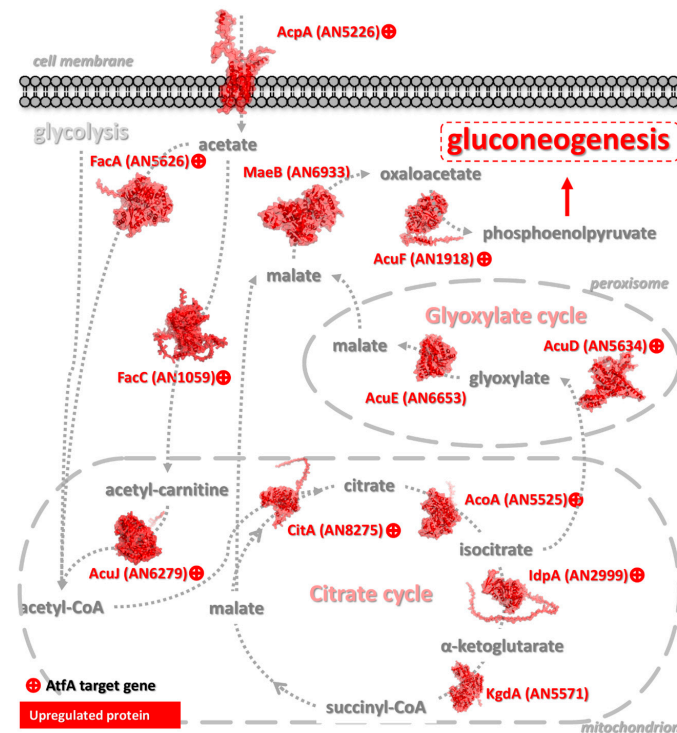 AcpA (AN5226)
cell membrane
glycolysis
acetate
gluconeogenesis
FacA (AN5626)
MaeB (AN6933)
oxaloacetate
phosphoenolpyruvate
AcuF (AN1918)
malate
peroxisome
Glyoxylate cycle
malate
AcuD (AN5634)
glyoxylate
FacC (AN1059)
AcuE (AN6653)
acetyl-carnitine
citrate
AcoA (AN5525)
CitA (AN8275)
isocitrate
AcuJ (AN6279)
IdpA (AN2999)
acetyl-CoA
malate
Citrate cycle
α-ketoglutarate
AtfA target gene
KgdA (AN5571)
succinyl-CoA
Upregulated protein
mitochondrion